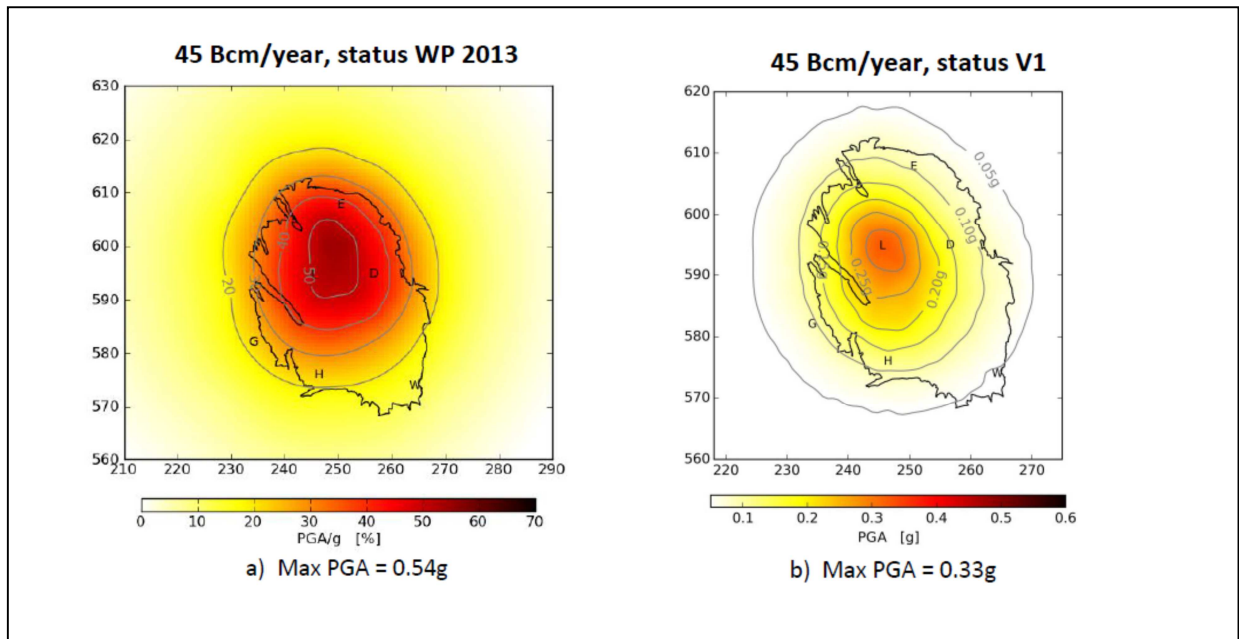 45 Bcm/year, status WP 2013
630
620
610
600
590
580
570
560
210 220 230 240 250 260 270 280 290
E
D
G
H
W
20
50
0 10 20 30 40 50 60 70
PGA/g [%]
a) Max PGA = 0.54g
45 Bcm/year, status V1
620
610
600
590
580
570
560
220 230 240 250 260 270
E
L
D
G
H
W
0.05g
0.10g
0.20g
0.25g
0.1 0.2 0.3 0.4 0.5 0.6
PGA [g]
b) Max PGA = 0.33g